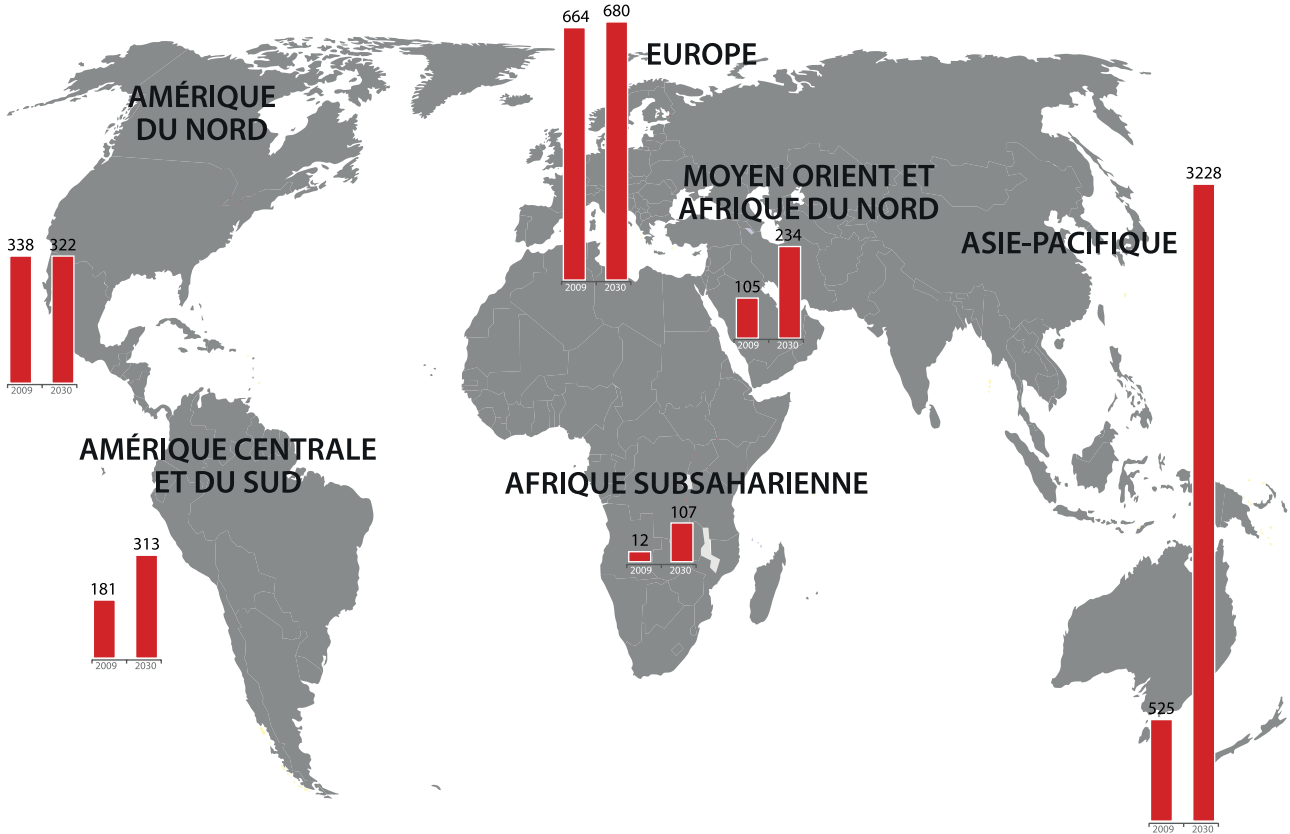 664 680
EUROPE
AMÉRIQUE
DU NORD
2009 2030
MOYEN ORIENT ET
AFRIQUE DU NORD
3228
338 322
234
ASIE-PACIFIQUE
105
2009 2030
2009 2030
AMÉRIQUE CENTRALE
ET DU SUD
AFRIQUE SUBSAHARIENNE
107
12
2009 2030
313
181
2009 2030
525
2009 2030